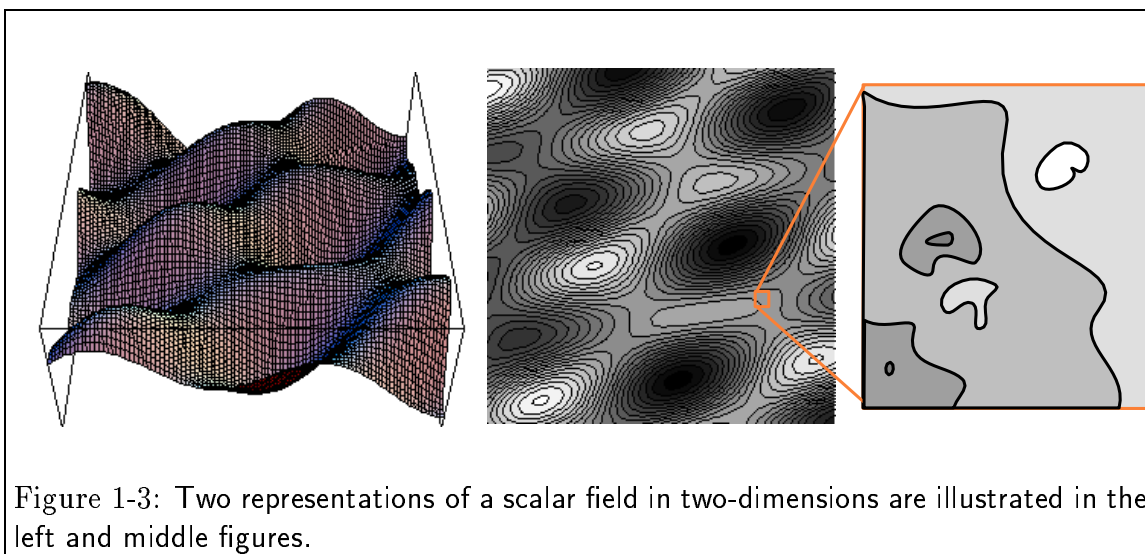 Figure 1-3: Two representations of a scalar field in two-dimensions are illustrated in the
left and middle figures.